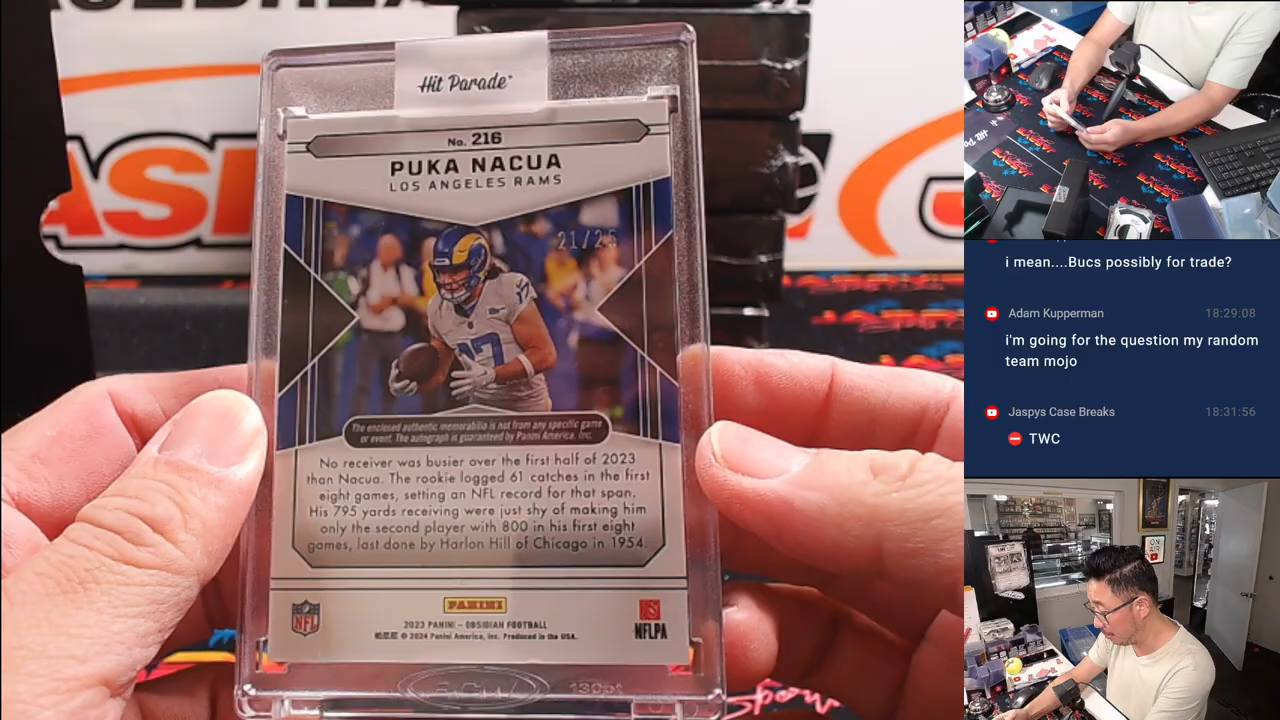 Hit Parade
No. 216
PUKA NACUA
LOS ANGELES RAMS
21/25
17
The enclosed authentic memorabilia is not from any specific game
or event. The autograph is guaranteed by Panini America, Inc.
No receiver was busier over the first half of 2023
than Nacua. The rookie logged 61 catches in the first
eight games, setting an NFL record for that span.
His 795 yards receiving were just shy of making him
only the second player with 800 in his first eight
games, last done by Harlon Hill of Chicago in 1954.
NFL
PANINI
NFLPA
2023 PANINI – OBSIDIAN FOOTBALL
© 2024 Panini America, Inc. Produced in the USA.
130pt
i mean....Bucs possibly for trade?
Adam Kupperman 18:29:08
i'm going for the question my random
team mojo
Jaspys Case Breaks 18:31:56
TWC
ON
AIR